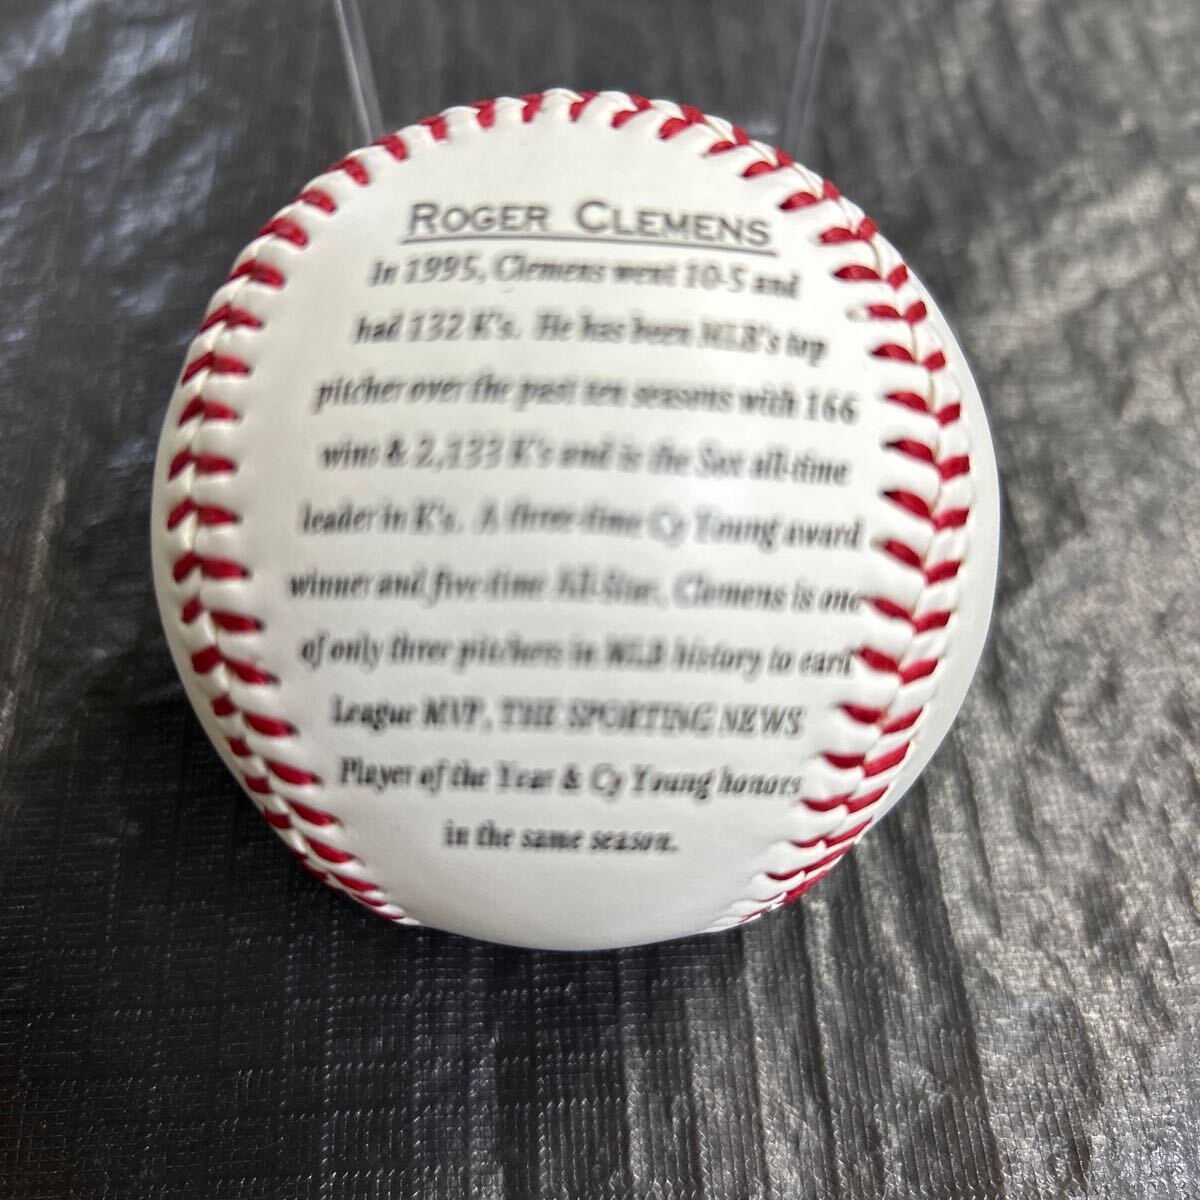 ROGER CLEMENS
In 1995, Clemens went 10-5 and
had 132 K's. He has been MLB's top
pitcher over the past ten seasons with 166
wins & 2,133 K's and is the Sox all-time
leader in K's. A three-time Cy Young award
winner and five-time All-Star, Clemens is one
of only three pitchers in MLB history to earn
League MVP, THE SPORTING NEWS
Player of the Year & Cy Young honors
in the same season.